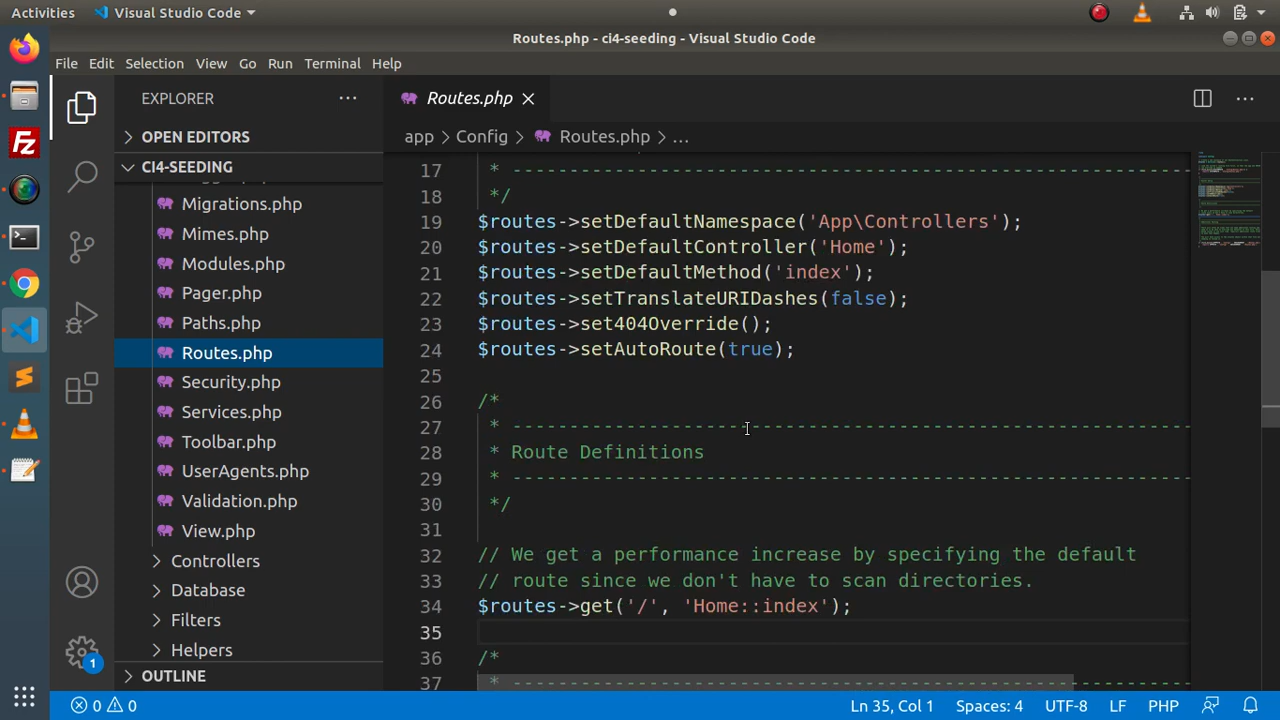 Activities Visual Studio Code
Routes.php - ci4-seeding - Visual Studio Code
File Edit Selection View Go Run Terminal Help
EXPLORER
OPEN EDITORS
CI4-SEEDING
Migrations.php
Mimes.php
Modules.php
Pager.php
Paths.php
Routes.php
Security.php
Services.php
Toolbar.php
UserAgents.php
Validation.php
View.php
Controllers
Database
Filters
Helpers
OUTLINE
Routes.php
app > Config > Routes.php > ...
17 * --------------------------------------------------------------------
18 */
19 $routes->setDefaultNamespace('App\Controllers');
20 $routes->setDefaultController('Home');
21 $routes->setDefaultMethod('index');
22 $routes->setTranslateURIDashes(false);
23 $routes->set404Override();
24 $routes->setAutoRoute(true);
25
26 /*
27 * --------------------------------------------------------------------
28 * Route Definitions
29 * --------------------------------------------------------------------
30 */
31
32 // We get a performance increase by specifying the default
33 // route since we don't have to scan directories.
34 $routes->get('/', 'Home::index');
35
36 /*
37 * --------------------------------------------------------------------
1
0 0 Ln 35, Col 1 Spaces: 4 UTF-8 LF PHP